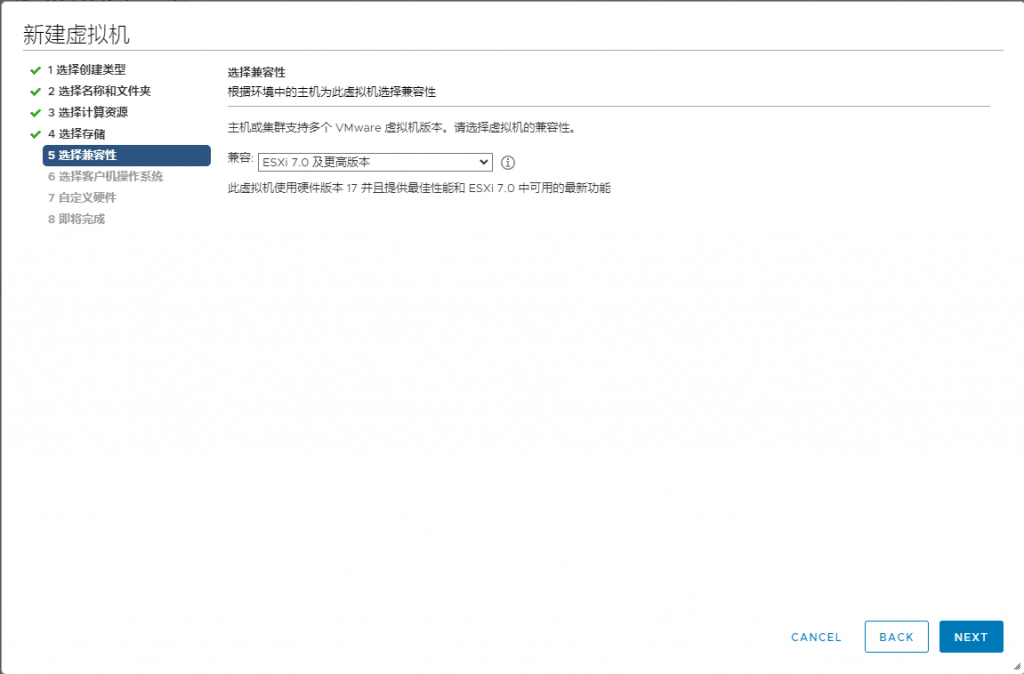 新建虚拟机
1 选择创建类型
2 选择名称和文件夹
3 选择计算资源
4 选择存储
5 选择兼容性
6 选择客户机操作系统
7 自定义硬件
8 即将完成
选择兼容性
根据环境中的主机为此虚拟机选择兼容性
主机或集群支持多个 VMware 虚拟机版本。请选择虚拟机的兼容性。
兼容: ESXi 7.0 及更高版本
此虚拟机使用硬件版本 17 并且提供最佳性能和 ESXi 7.0 中可用的最新功能
CANCEL BACK NEXT